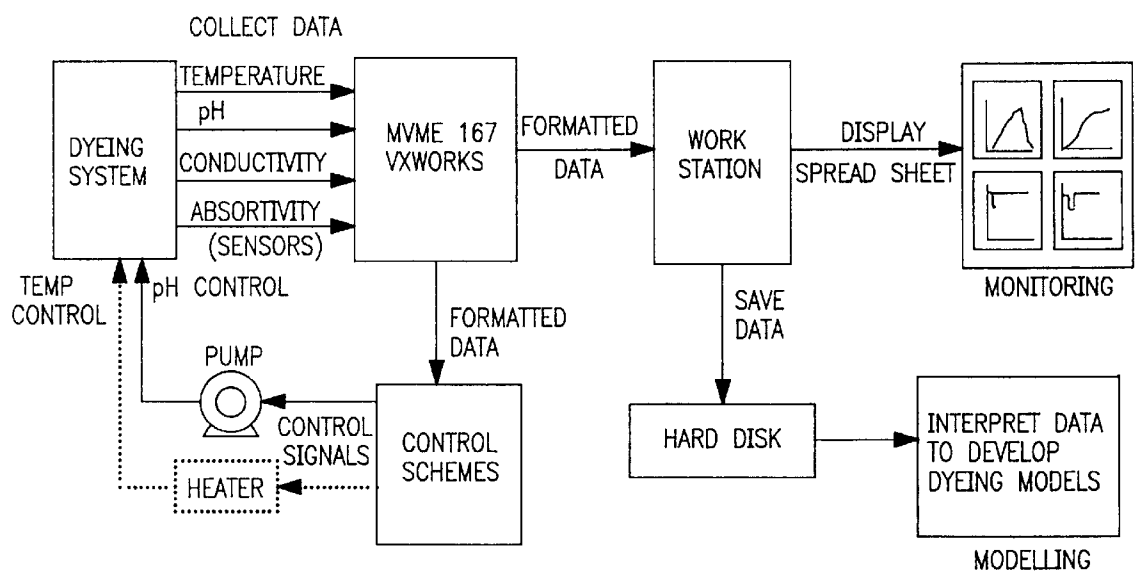 COLLECT DATA
TEMPERATURE
pH
CONDUCTIVITY
ABSORTIVITY
(SENSORS)
DYEING
SYSTEM
MVME 167
VXWORKS
FORMATTED
DATA
WORK
STATION
DISPLAY
SPREAD SHEET
MONITORING
TEMP
CONTROL
pH CONTROL
FORMATTED
DATA
SAVE
DATA
PUMP
CONTROL
SIGNALS
HEATER
CONTROL
SCHEMES
HARD DISK
INTERPRET DATA
TO DEVELOP
DYEING MODELS
MODELLING